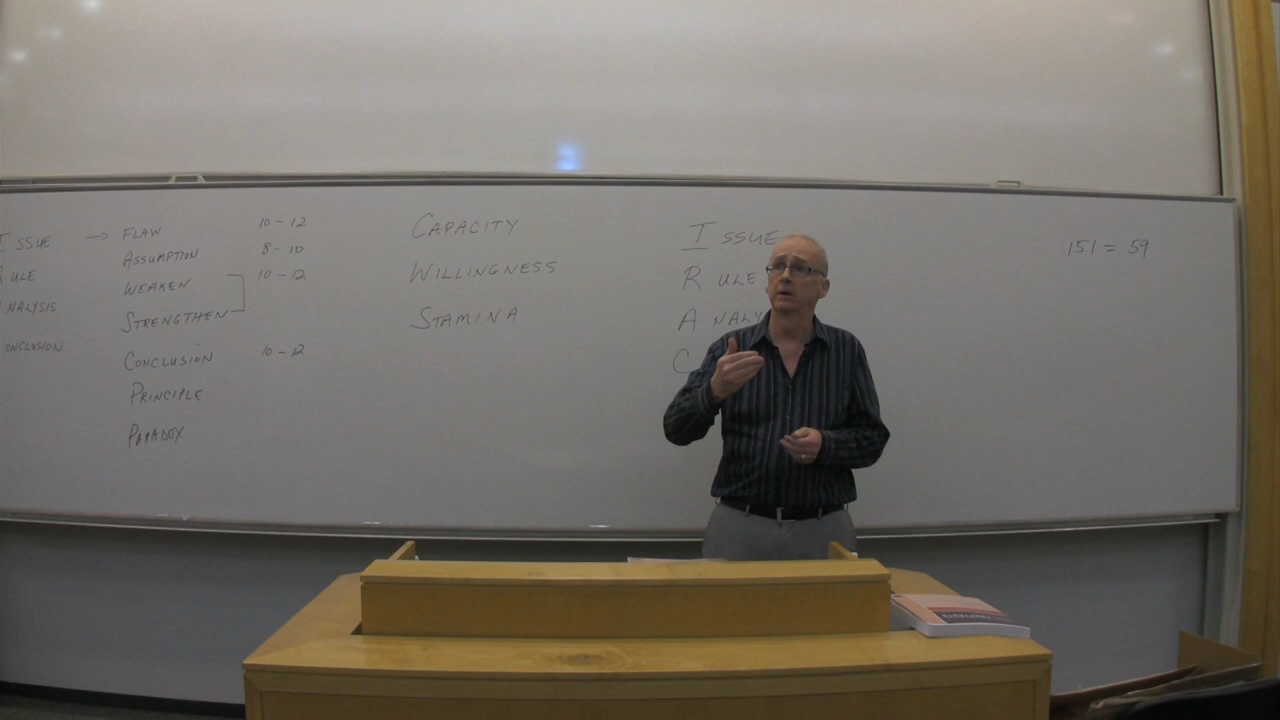 ISSUE → FLAW 10-12
ASSUMPTION 8-10
RULE WEAKEN 10-12
NALYSIS STRENGTHEN
ONCLUSION CONCLUSION 10-12
PRINCIPLE
PARADOX
CAPACITY
WILLINGNESS
STAMINA
ISSUE
RULE
ANALY
C
151 = 59